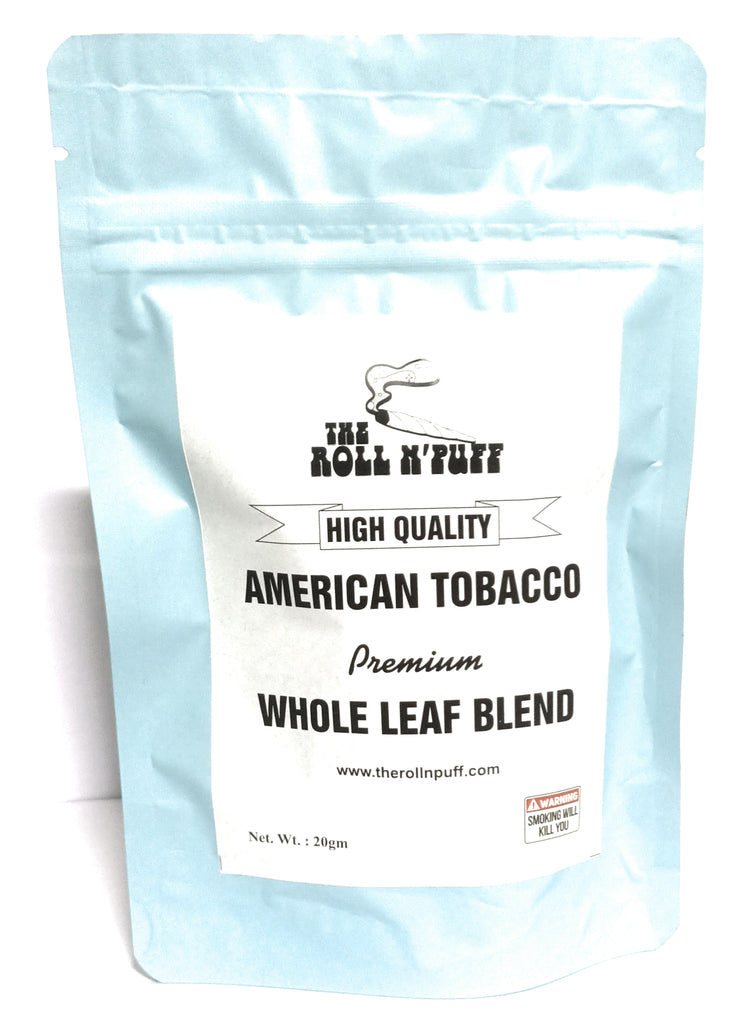 THE
ROLL N'PUFF
HIGH QUALITY
AMERICAN TOBACCO
Premium
WHOLE LEAF BLEND
www.therollnpuff.com
WARNING
SMOKING WILL
KILL YOU
Net. Wt. : 20gm